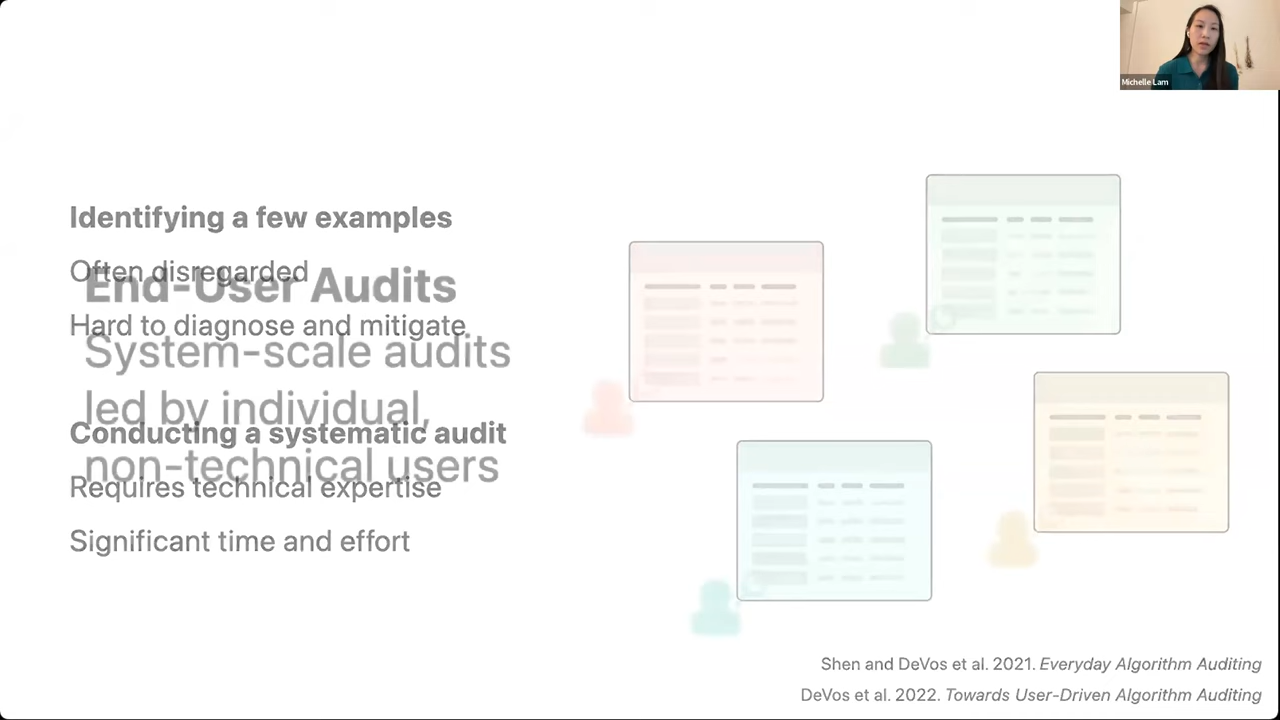 Michelle Lam
Identifying a few examples
Often disregarded
Hard to diagnose and mitigate
Conducting a systematic audit
Requires technical expertise
Significant time and effort
End-User Audits
System-scale audits
led by individual,
non-technical users
Shen and DeVos et al. 2021. Everyday Algorithm Auditing
DeVos et al. 2022. Towards User-Driven Algorithm Auditing